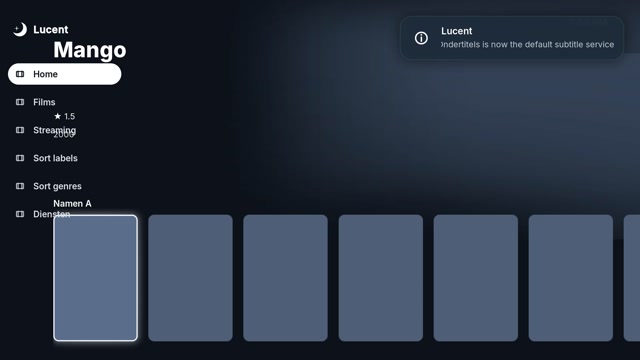 Lucent
Mango
Home
Films
★ 1.5
Streaming
2000
Sort labels
Sort genres
Namen A
Diensten
Lucent
Ondertitels is now the default subtitle service